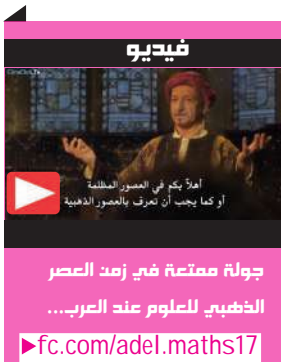 فيديو
أهلاً بكم في العصور المظلمة
أو كما يجب أن تعرف بالعصور الذهبية
جولة ممتعة في زمن العصر
الذهبي للعلوم عند العرب...
fc.com/adel.maths17